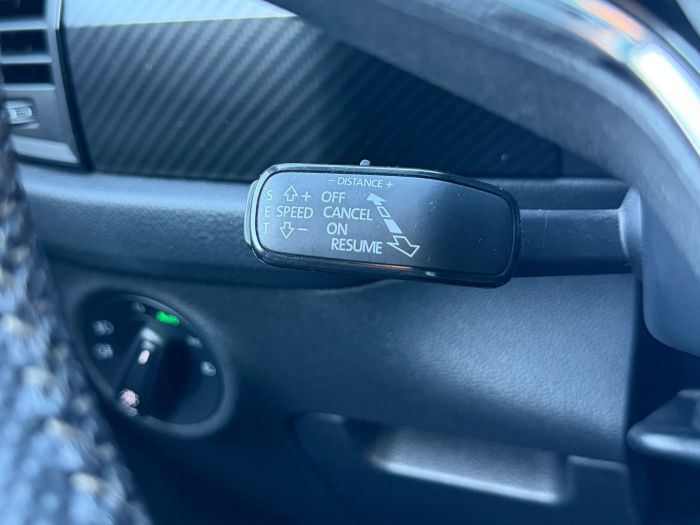 − DISTANCE +
S + OFF
E SPEED CANCEL
T − ON
RESUME